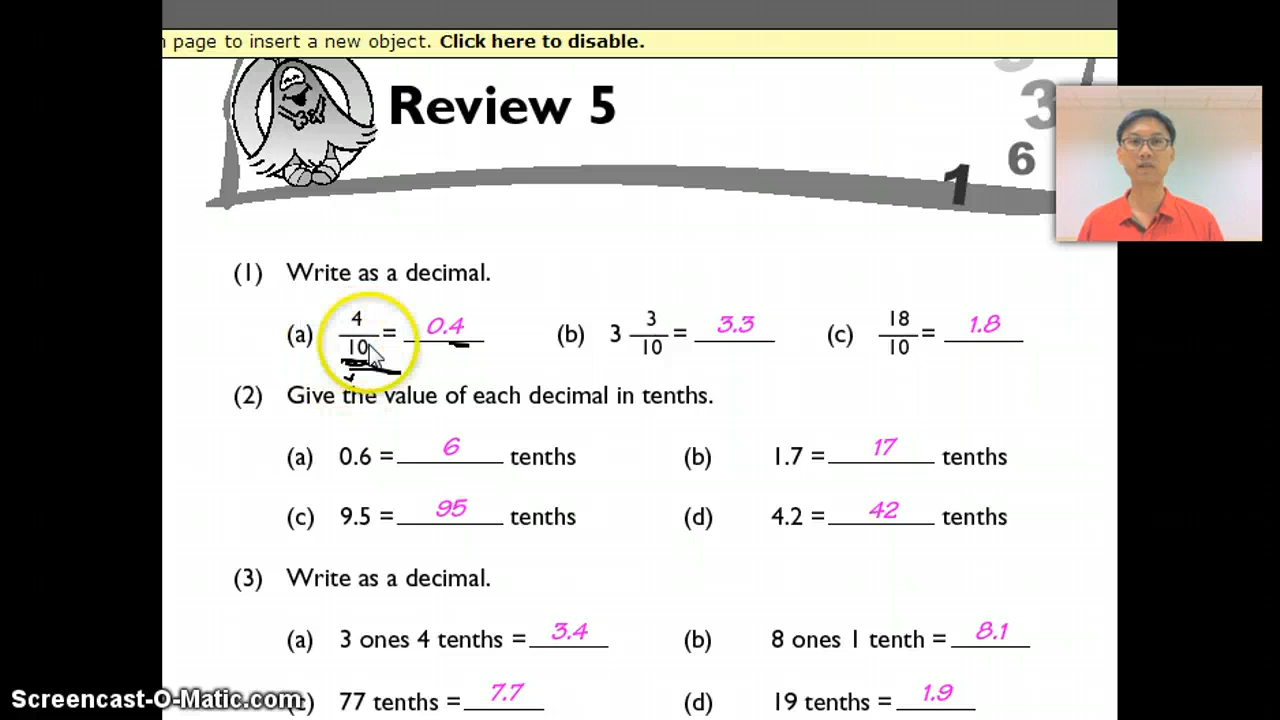 n page to insert a new object. Click here to disable.
Review 5
3
6
1
(1) Write as a decimal.
(a) 4/10 = 0.4 (b) 3 3/10 = 3.3 (c) 18/10 = 1.8
(2) Give the value of each decimal in tenths.
(a) 0.6 = 6 tenths (b) 1.7 = 17 tenths
(c) 9.5 = 95 tenths (d) 4.2 = 42 tenths
(3) Write as a decimal.
(a) 3 ones 4 tenths = 3.4 (b) 8 ones 1 tenth = 8.1
(c) 77 tenths = 7.7 (d) 19 tenths = 1.9
Screencast-O-Matic.com